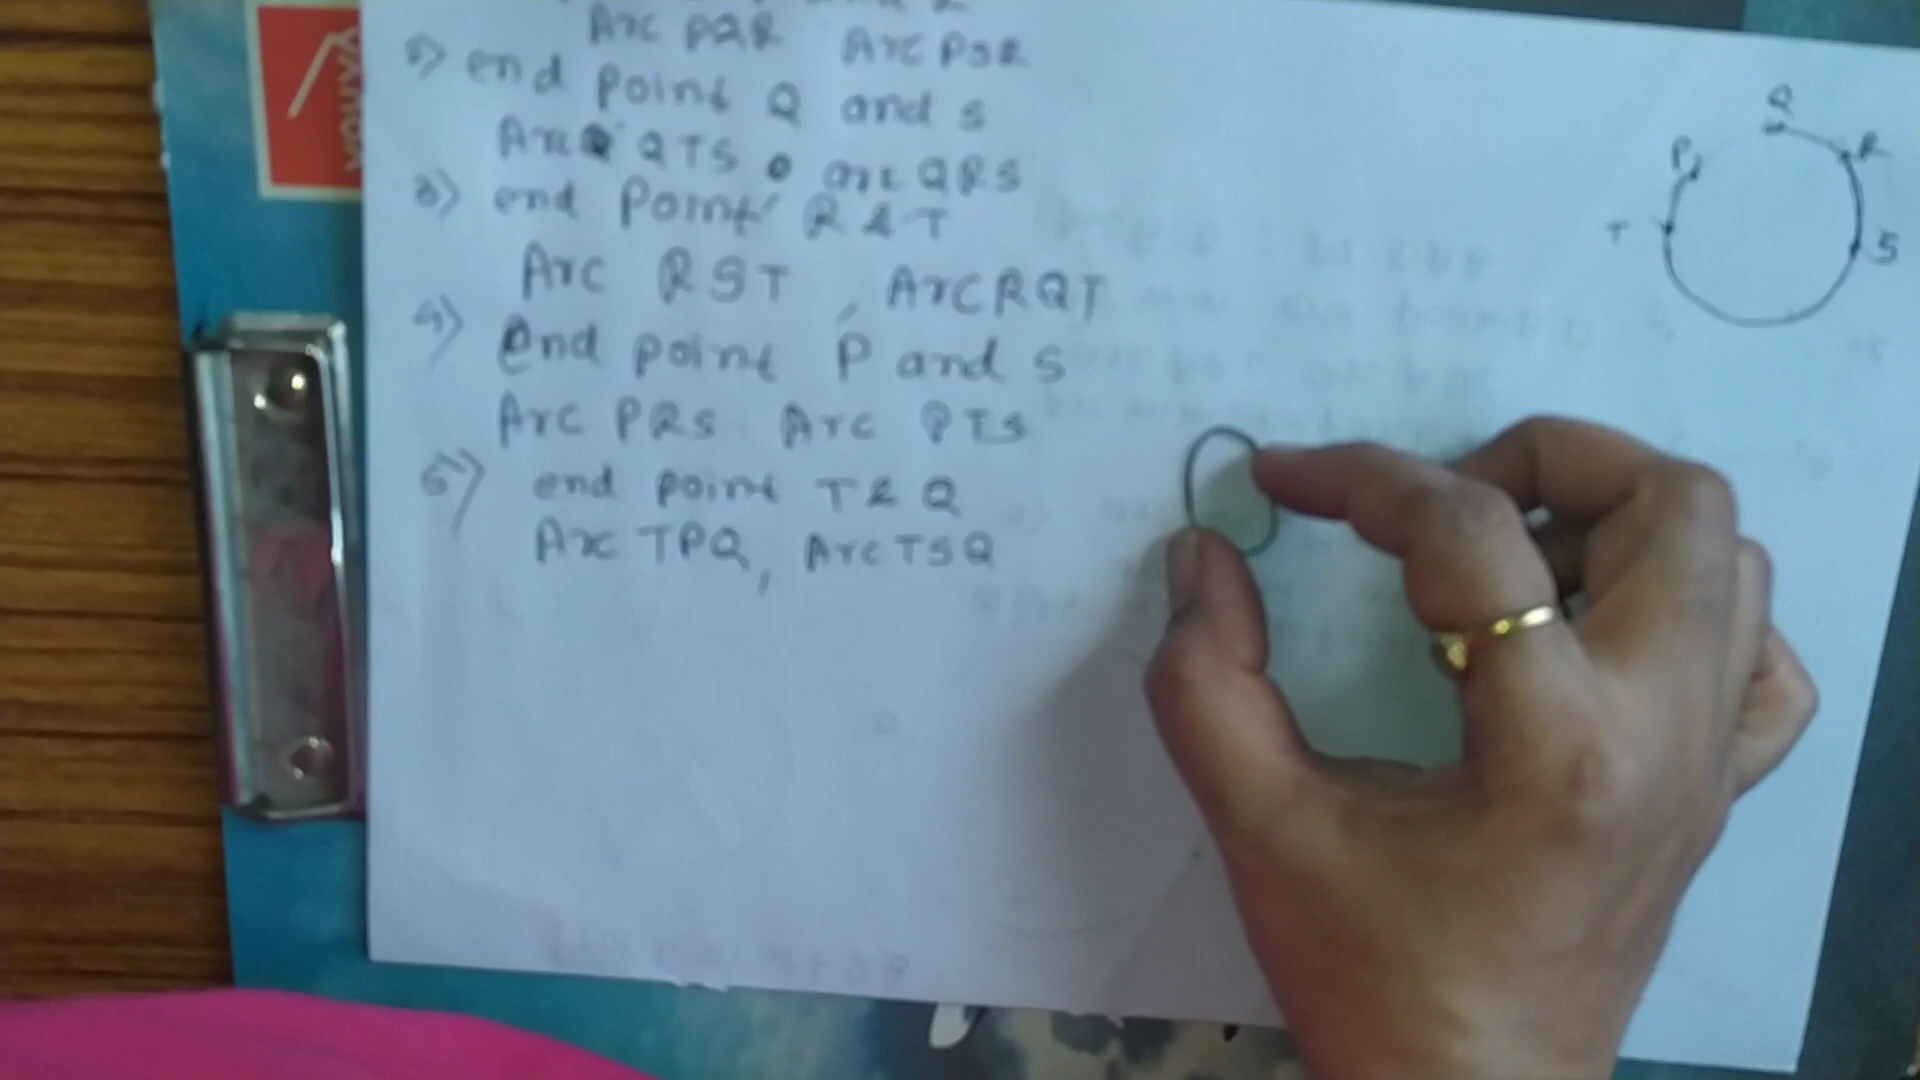 Arc PQR Arc PSR
2) end point Q and S
Arc QTS arc QRS
3) end Point R & T
Arc RST, Arc RQT
4) End point P and S
Arc PRS Arc PTS
5) end point T & Q
Arc TPQ, Arc TSQ
Q
P R
T S